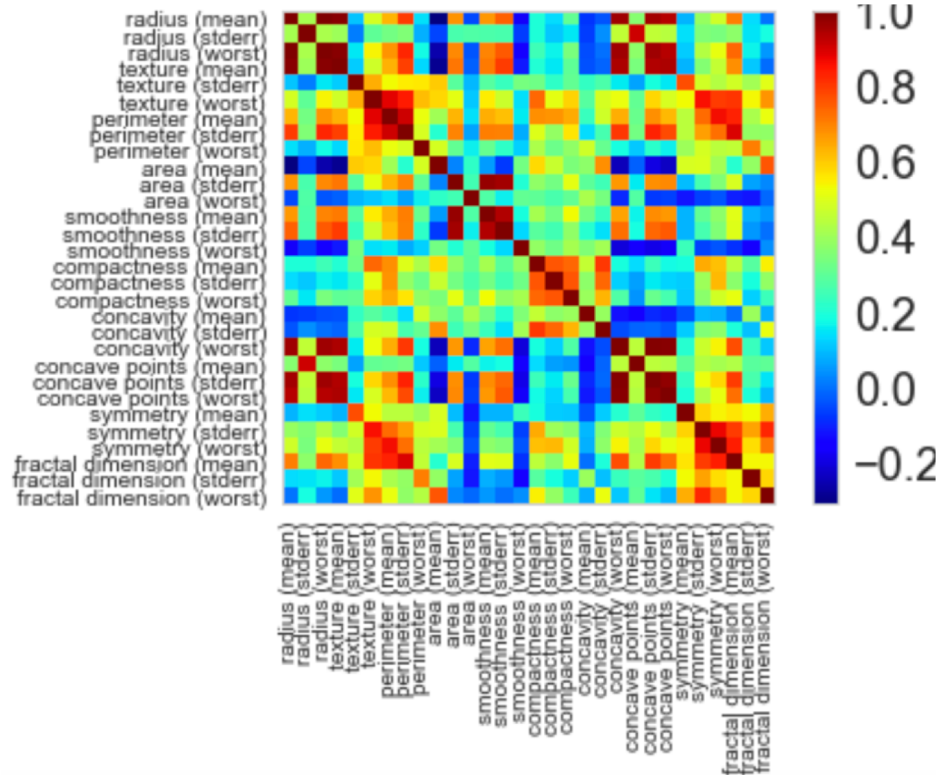 radius (mean)
radius (stderr)
radius (worst)
texture (mean)
texture (stderr)
texture (worst)
perimeter (mean)
perimeter (stderr)
perimeter (worst)
area (mean)
area (stderr)
area (worst)
smoothness (mean)
smoothness (stderr)
smoothness (worst)
compactness (mean)
compactness (stderr)
compactness (worst)
concavity (mean)
concavity (stderr)
concavity (worst)
concave points (mean)
concave points (stderr)
concave points (worst)
symmetry (mean)
symmetry (stderr)
symmetry (worst)
fractal dimension (mean)
fractal dimension (stderr)
fractal dimension (worst)
1.0
0.8
0.6
0.4
0.2
0.0
−0.2
radius (mean)
radius (stderr)
radius (worst)
texture (mean)
texture (stderr)
texture (worst)
perimeter (mean)
perimeter (stderr)
perimeter (worst)
area (mean)
area (stderr)
area (worst)
smoothness (mean)
smoothness (stderr)
smoothness (worst)
compactness (mean)
compactness (stderr)
compactness (worst)
concavity (mean)
concavity (stderr)
concavity (worst)
concave points (mean)
concave points (stderr)
concave points (worst)
symmetry (mean)
symmetry (stderr)
symmetry (worst)
fractal dimension (mean)
fractal dimension (stderr)
fractal dimension (worst)